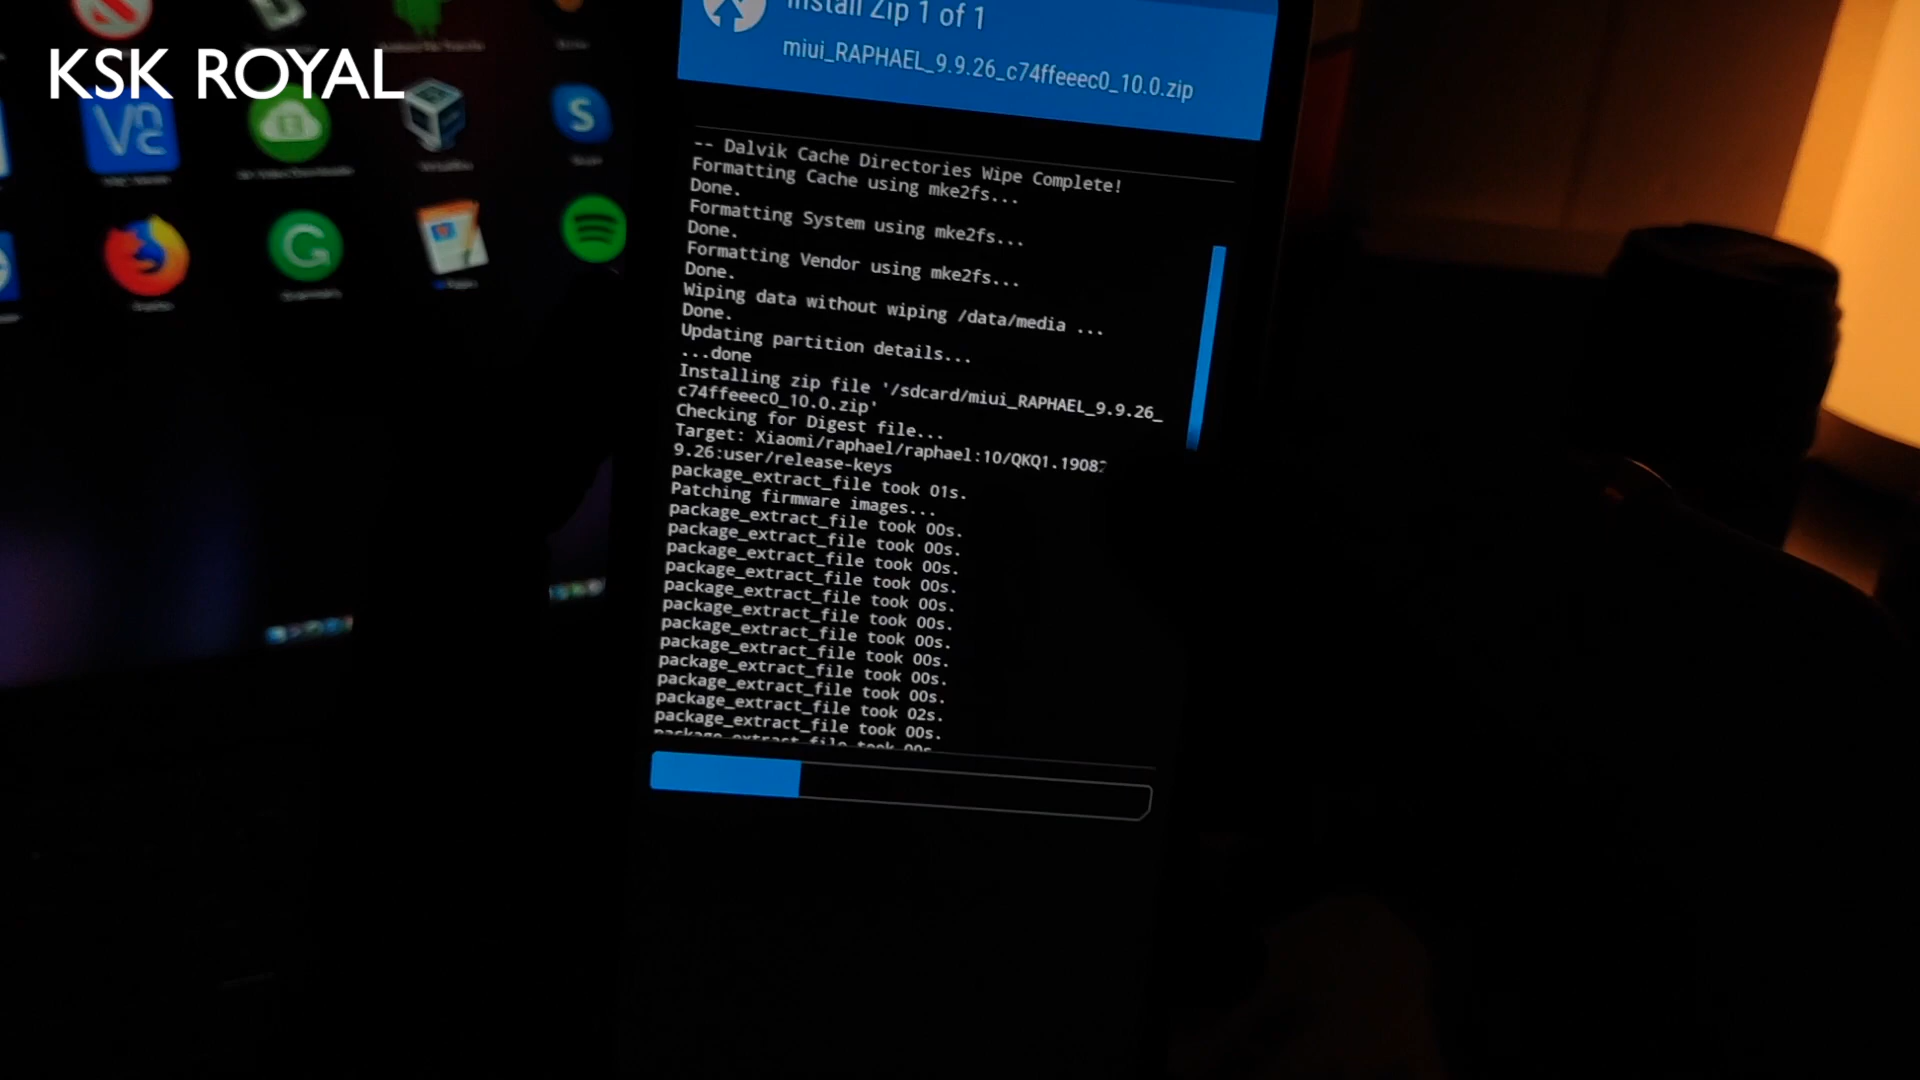 KSK ROYAL
Install Zip 1 of 1
miui_RAPHAEL_9.9.26_c74ffeeec0_10.0.zip
-- Dalvik Cache Directories Wipe Complete!
Formatting Cache using mke2fs...
Done.
Formatting System using mke2fs...
Done.
Formatting Vendor using mke2fs...
Done.
Wiping data without wiping /data/media ...
Done.
Updating partition details...
...done
Installing zip file '/sdcard/miui_RAPHAEL_9.9.26_
c74ffeeec0_10.0.zip'
Checking for Digest file...
Target: Xiaomi/raphael/raphael:10/QKQ1.19082
9.26:user/release-keys
package_extract_file took 01s.
Patching firmware images...
package_extract_file took 00s.
package_extract_file took 00s.
package_extract_file took 00s.
package_extract_file took 00s.
package_extract_file took 00s.
package_extract_file took 00s.
package_extract_file took 00s.
package_extract_file took 00s.
package_extract_file took 00s.
package_extract_file took 00s.
package_extract_file took 02s.
package_extract_file took 00s.
package_extract_file took 00s.